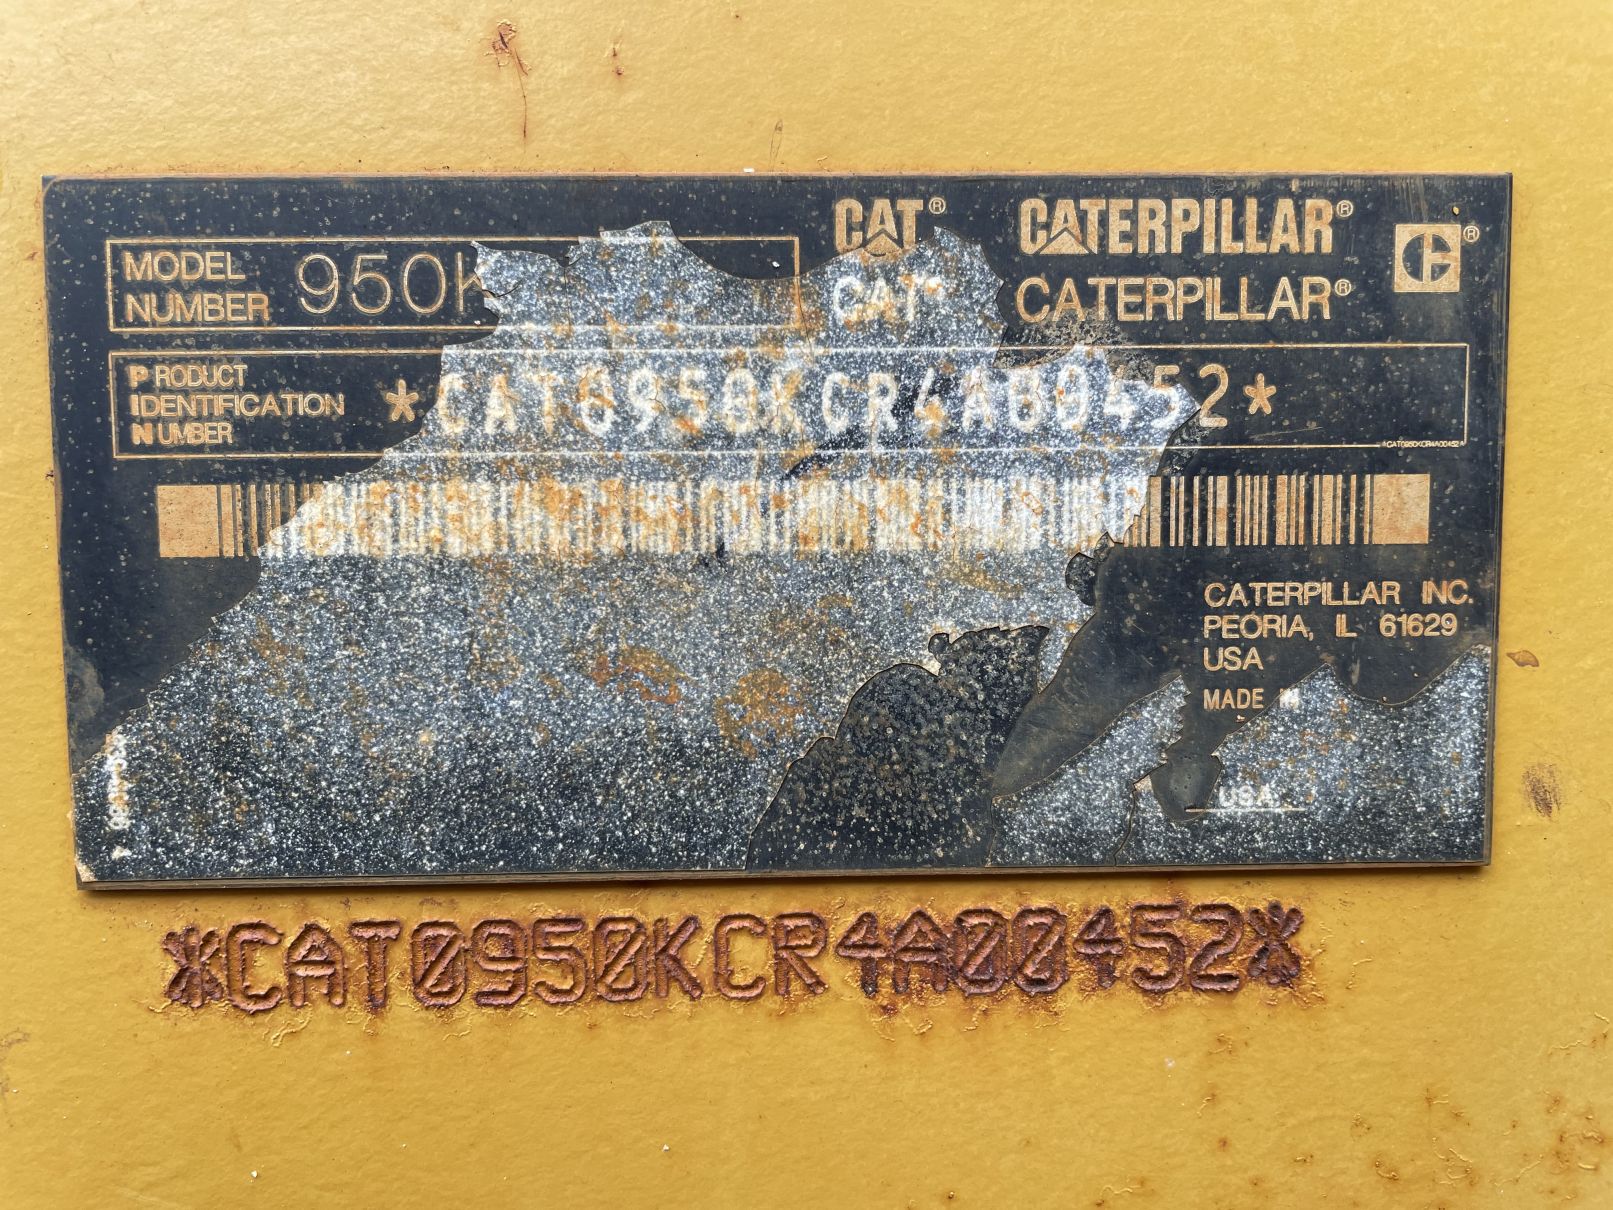 CAT® CATERPILLAR® C®
MODEL NUMBER 950K CAT® CATERPILLAR®
PRODUCT
IDENTIFICATION
NUMBER
*CAT0950KCR4A00452*
*CAT0950KCR4A00452*
CATERPILLAR INC.
PEORIA, IL 61629
USA
MADE IN
USA
*CAT0950KCR4A00452*